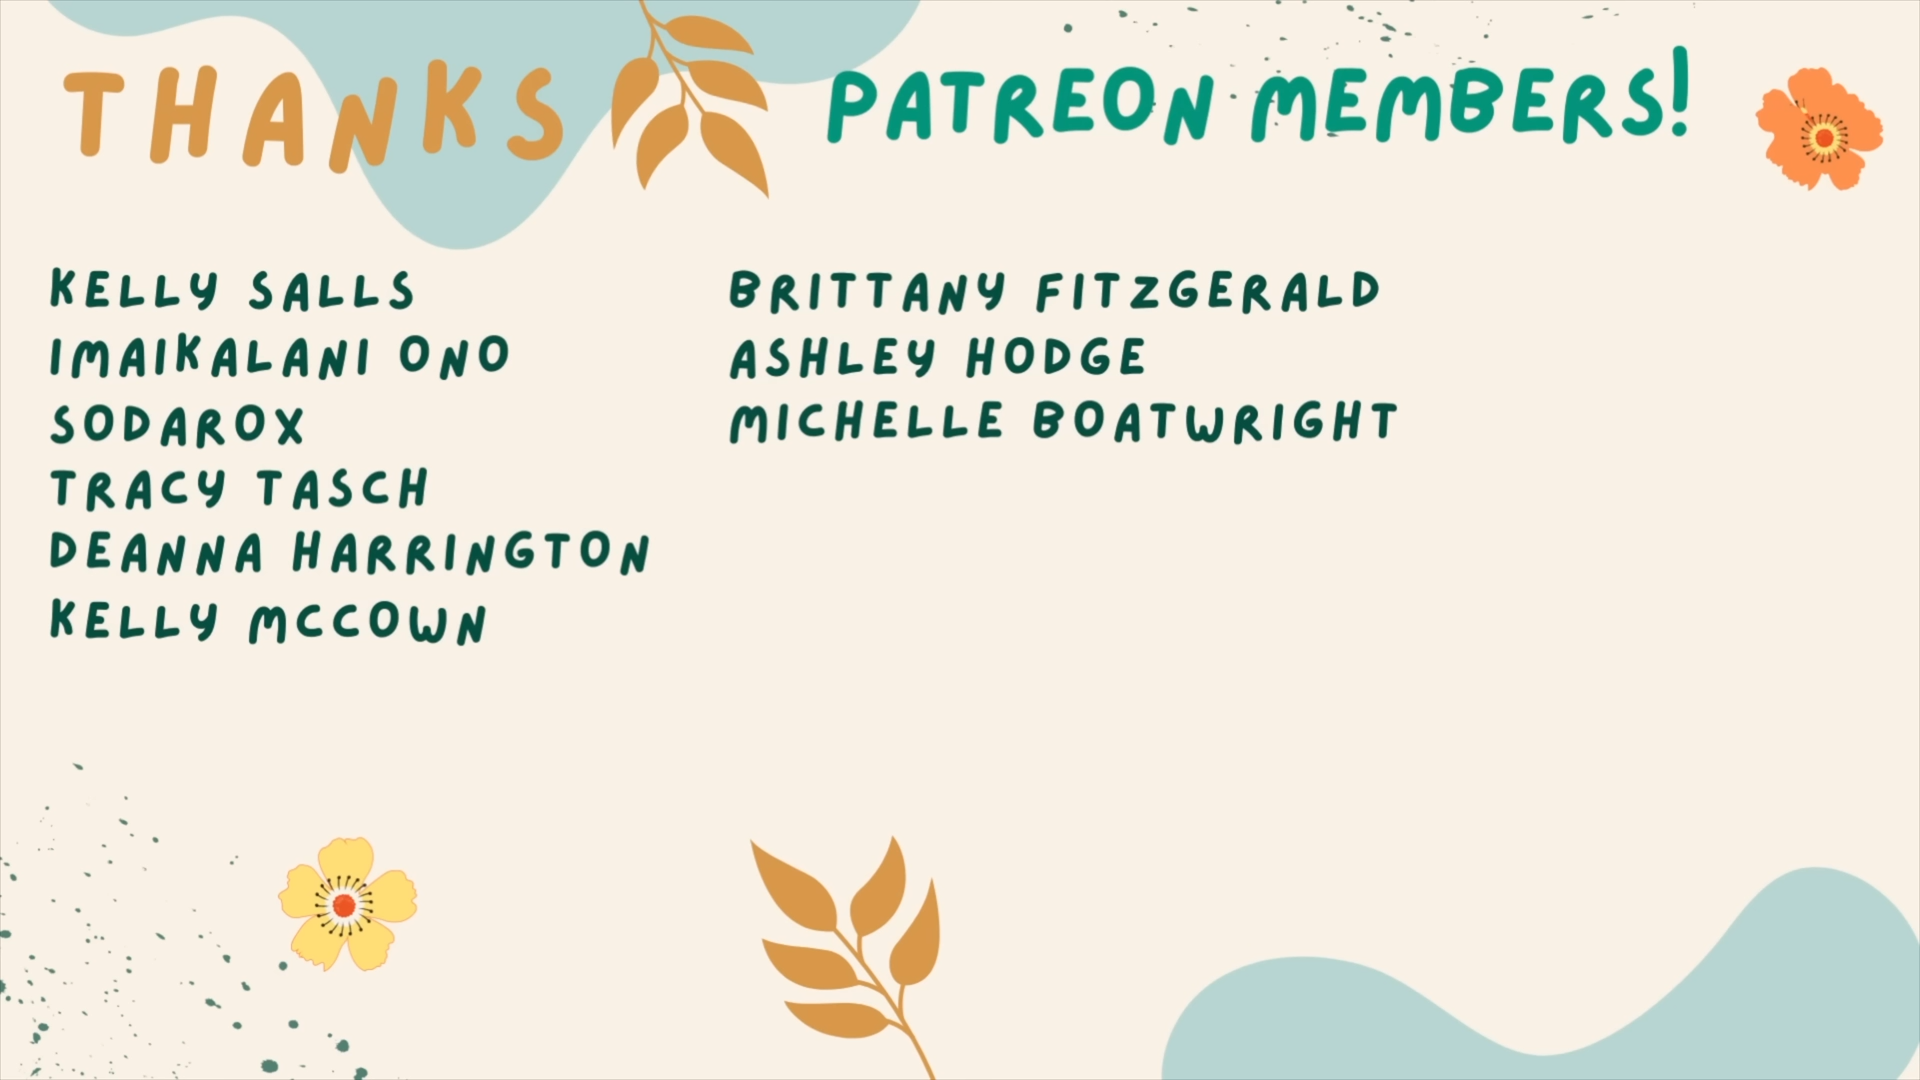 THANKS PATREON MEMBERS!
KELLY SALLS
IMAIKALANI ONO
SODAROX
TRACY TASCH
DEANNA HARRINGTON
KELLY MCCOWN
BRITTANY FITZGERALD
ASHLEY HODGE
MICHELLE BOATWRIGHT